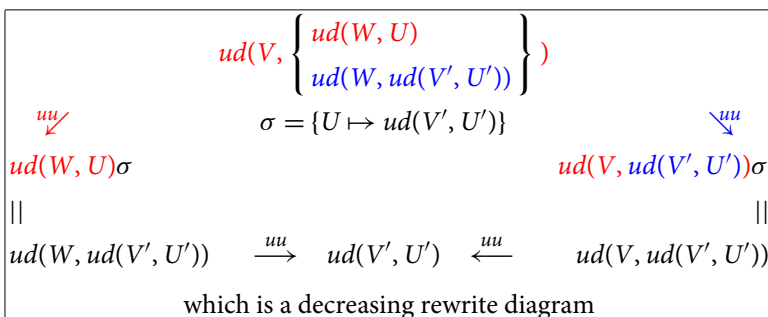 ud(V, { ud(W, U)
ud(W, ud(V′, U′)) } )
uu ↙ σ = {U ↦ ud(V′, U′)} ↘ uu
ud(W, U)σ ud(V, ud(V′, U′))σ
|| ||
ud(W, ud(V′, U′)) uu ⟶ ud(V′, U′) uu ⟵ ud(V, ud(V′, U′))
which is a decreasing rewrite diagram